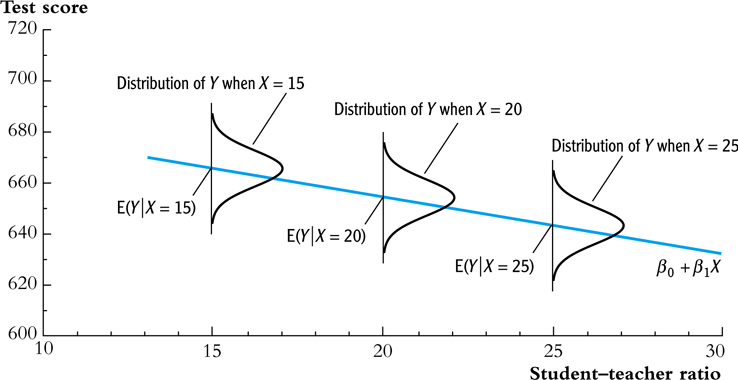 Test score
720
700
680
660
640
620
600
10
15
20
25
30
Student–teacher ratio
Distribution of Y when X = 15
Distribution of Y when X = 20
Distribution of Y when X = 25
E(Y|X = 15)
E(Y|X = 20)
E(Y|X = 25)
β₀ + β₁X